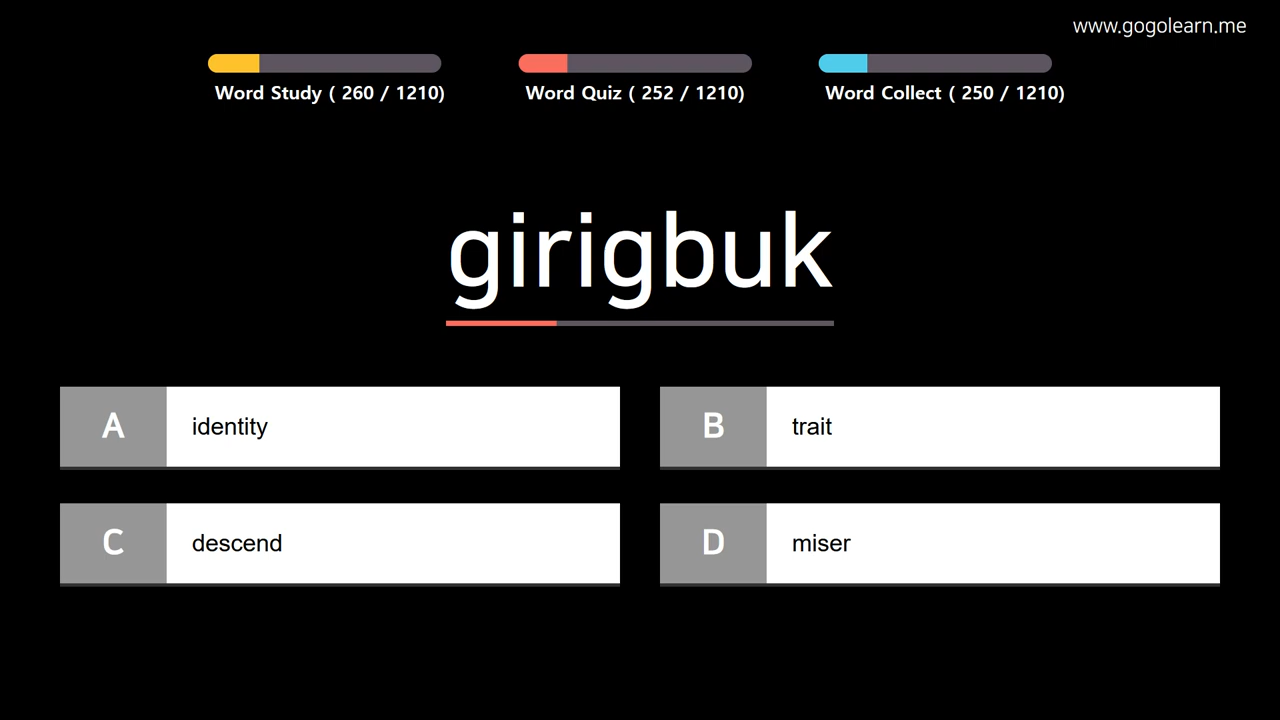 www.gogolearn.me
Word Study ( 260 / 1210)
Word Quiz ( 252 / 1210)
Word Collect ( 250 / 1210)
girigbuk
A identity
B trait
C descend
D miser